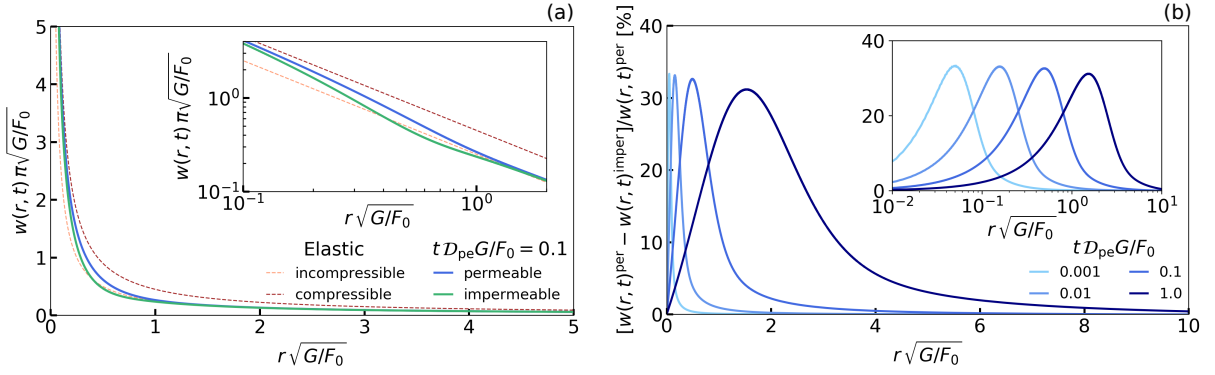 (a)
w(r, t) π√G/F₀
5
4
3
2
1
0
0
1
2
3
4
5
r √G/F₀
w(r, t) π√G/F₀
10⁰
10⁻¹
10⁻¹
10⁰
r √G/F₀
Elastic
incompressible
compressible
t 𝒟pe G/F₀ = 0.1
permeable
impermeable
(b)
[w(r, t)ᵖᵉʳ − w(r, t)ⁱᵐᵖᵉʳ]/w(r, t)ᵖᵉʳ [%]
40
30
20
10
0
0
2
4
6
8
10
r √G/F₀
40
20
0
10⁻²
10⁻¹
10⁰
10¹
r √G/F₀
t 𝒟pe G/F₀
0.001
0.01
0.1
1.0